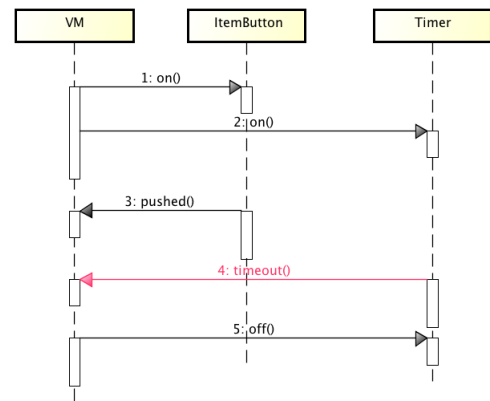 VM
ItemButton
Timer
1: on()
2: on()
3: pushed()
4: timeout()
5: off()